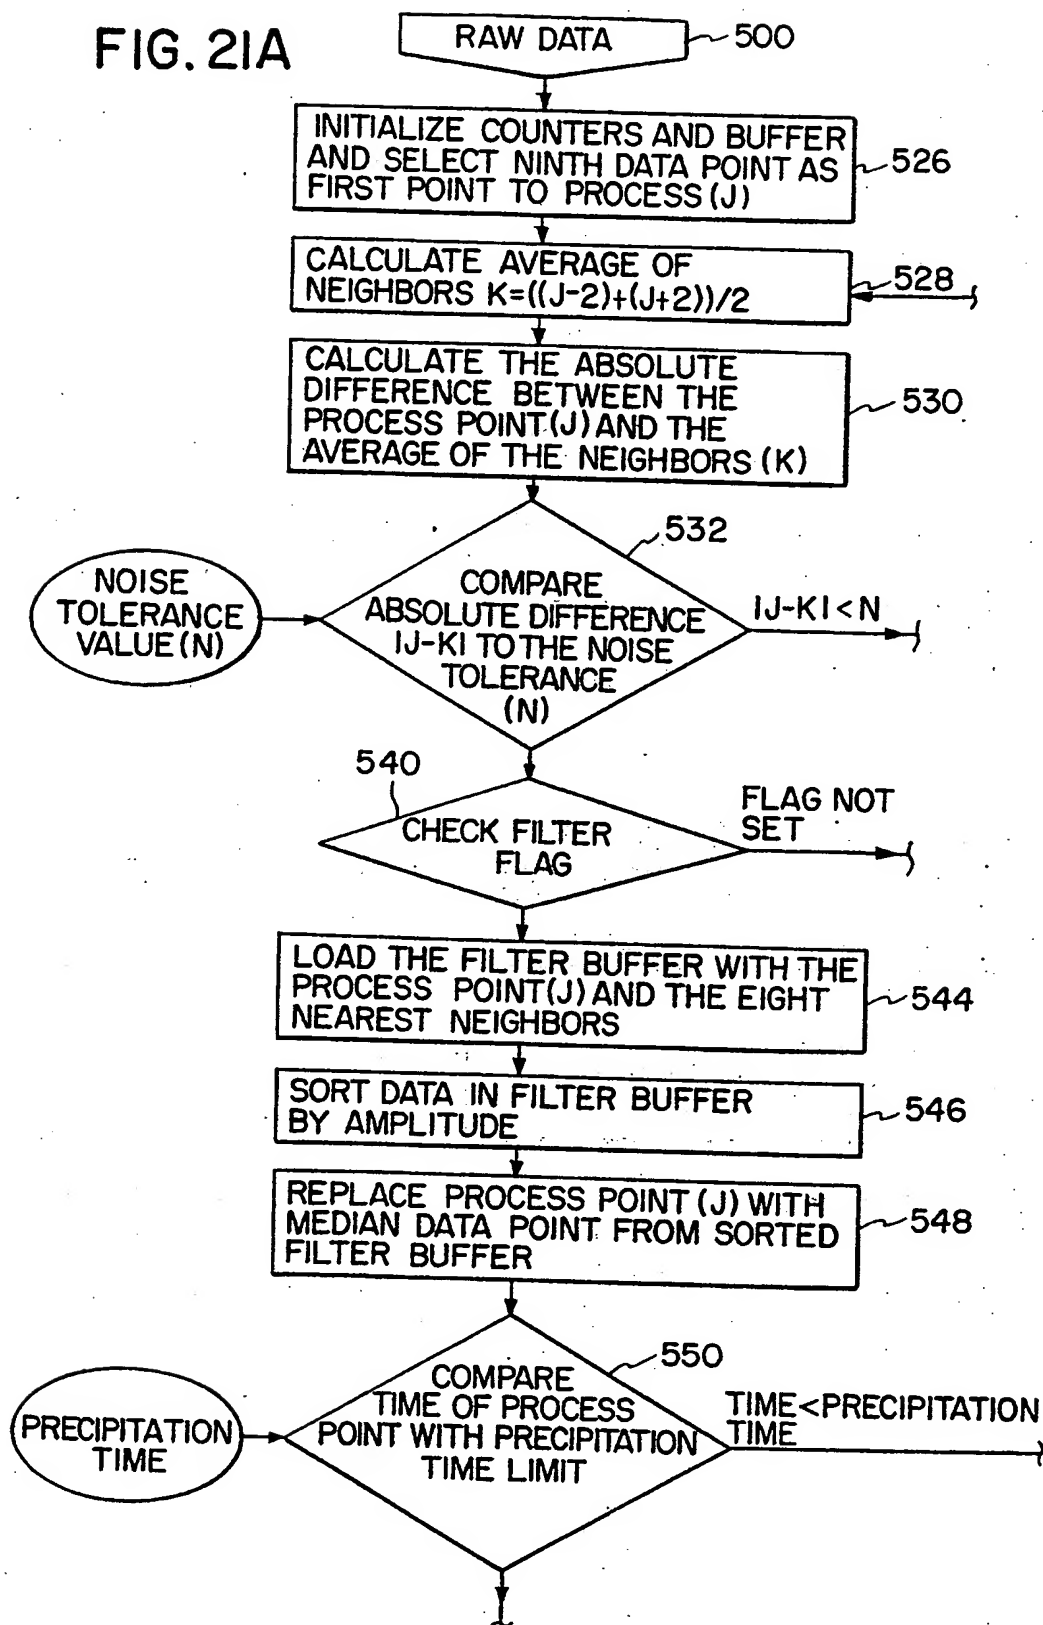 FIG. 21A
RAW DATA
500
INITIALIZE COUNTERS AND BUFFER
AND SELECT NINTH DATA POINT AS
FIRST POINT TO PROCESS (J)
526
CALCULATE AVERAGE OF
NEIGHBORS K=((J-2)+(J+2))/2
528
CALCULATE THE ABSOLUTE
DIFFERENCE BETWEEN THE
PROCESS POINT (J) AND THE
AVERAGE OF THE NEIGHBORS (K)
530
532
NOISE
TOLERANCE
VALUE (N)
COMPARE
ABSOLUTE DIFFERENCE
|J-K| TO THE NOISE
TOLERANCE
(N)
|J-K|<N
540
CHECK FILTER
FLAG
FLAG NOT
SET
LOAD THE FILTER BUFFER WITH THE
PROCESS POINT (J) AND THE EIGHT
NEAREST NEIGHBORS
544
SORT DATA IN FILTER BUFFER
BY AMPLITUDE
546
REPLACE PROCESS POINT (J) WITH
MEDIAN DATA POINT FROM SORTED
FILTER BUFFER
548
550
PRECIPITATION
TIME
COMPARE
TIME OF PROCESS
POINT WITH PRECIPITATION
TIME LIMIT
TIME<PRECIPITATION
TIME